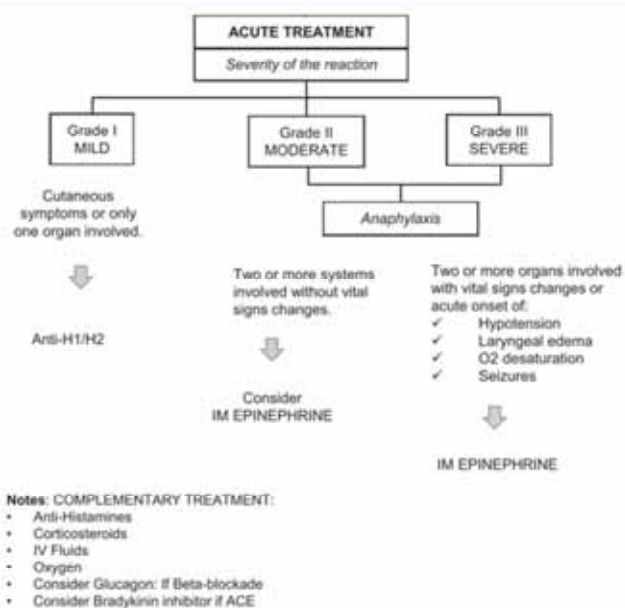 ACUTE TREATMENT
Severity of the reaction
Grade I
MILD
Grade II
MODERATE
Grade III
SEVERE
Anaphylaxis
Cutaneous
symptoms or only
one organ involved.
Anti-H1/H2
Two or more systems
involved without vital
signs changes.
Consider
IM EPINEPHRINE
Two or more organs involved
with vital signs changes or
acute onset of:
✓ Hypotension
✓ Laryngeal edema
✓ O2 desaturation
✓ Seizures
IM EPINEPHRINE
Notes: COMPLEMENTARY TREATMENT:
• Anti-Histamines
• Corticosteroids
• IV Fluids
• Oxygen
• Consider Glucagon: If Beta-blockade
• Consider Bradykinin inhibitor if ACE